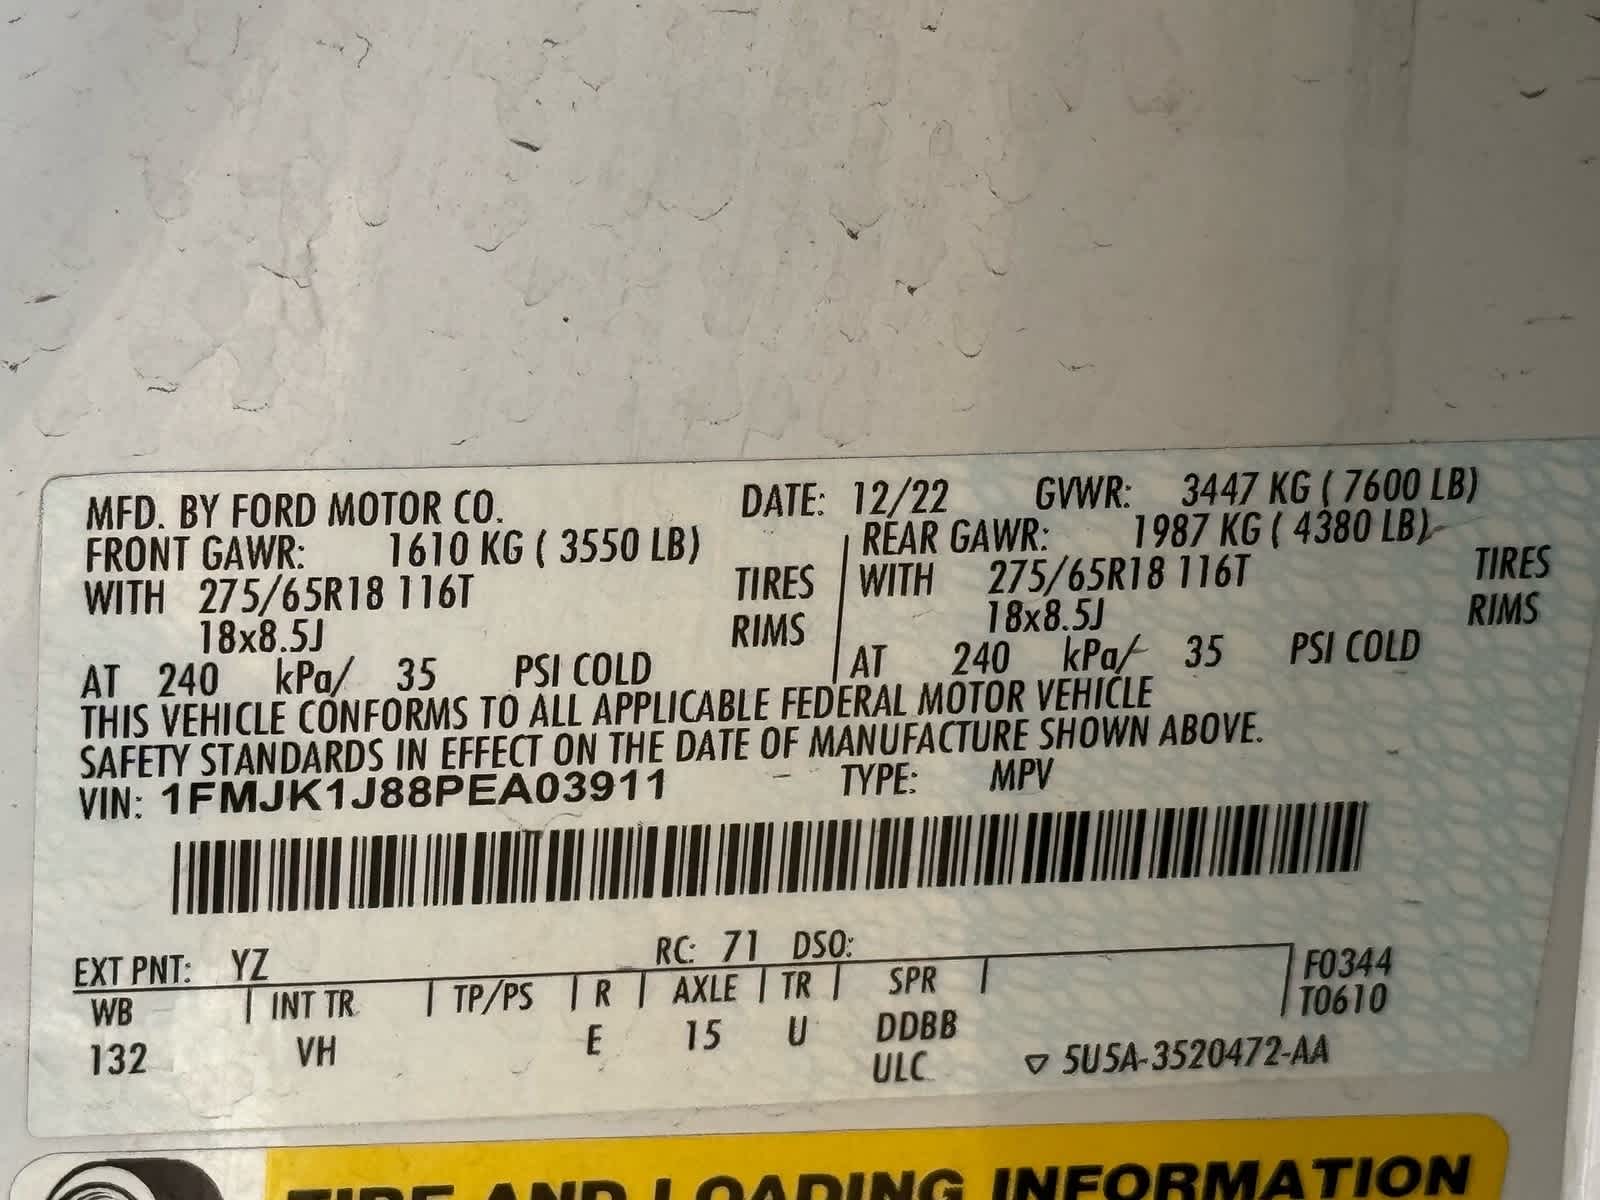 MFD. BY FORD MOTOR CO. DATE: 12/22 GVWR: 3447 KG ( 7600 LB)
FRONT GAWR: 1610 KG ( 3550 LB) REAR GAWR: 1987 KG ( 4380 LB)
WITH 275/65R18 116T TIRES WITH 275/65R18 116T TIRES
18x8.5J RIMS 18x8.5J RIMS
AT 240 kPa/ 35 PSI COLD AT 240 kPa/ 35 PSI COLD
THIS VEHICLE CONFORMS TO ALL APPLICABLE FEDERAL MOTOR VEHICLE
SAFETY STANDARDS IN EFFECT ON THE DATE OF MANUFACTURE SHOWN ABOVE.
VIN: 1FMJK1J88PEA03911 TYPE: MPV
EXT PNT: YZ RC: 71 DSO:
WB INT TR TP/PS R AXLE TR SPR F0344
132 VH E 15 U DDBB T0610
ULC ▽ 5U5A-3520472-AA
TIRE AND LOADING INFORMATION